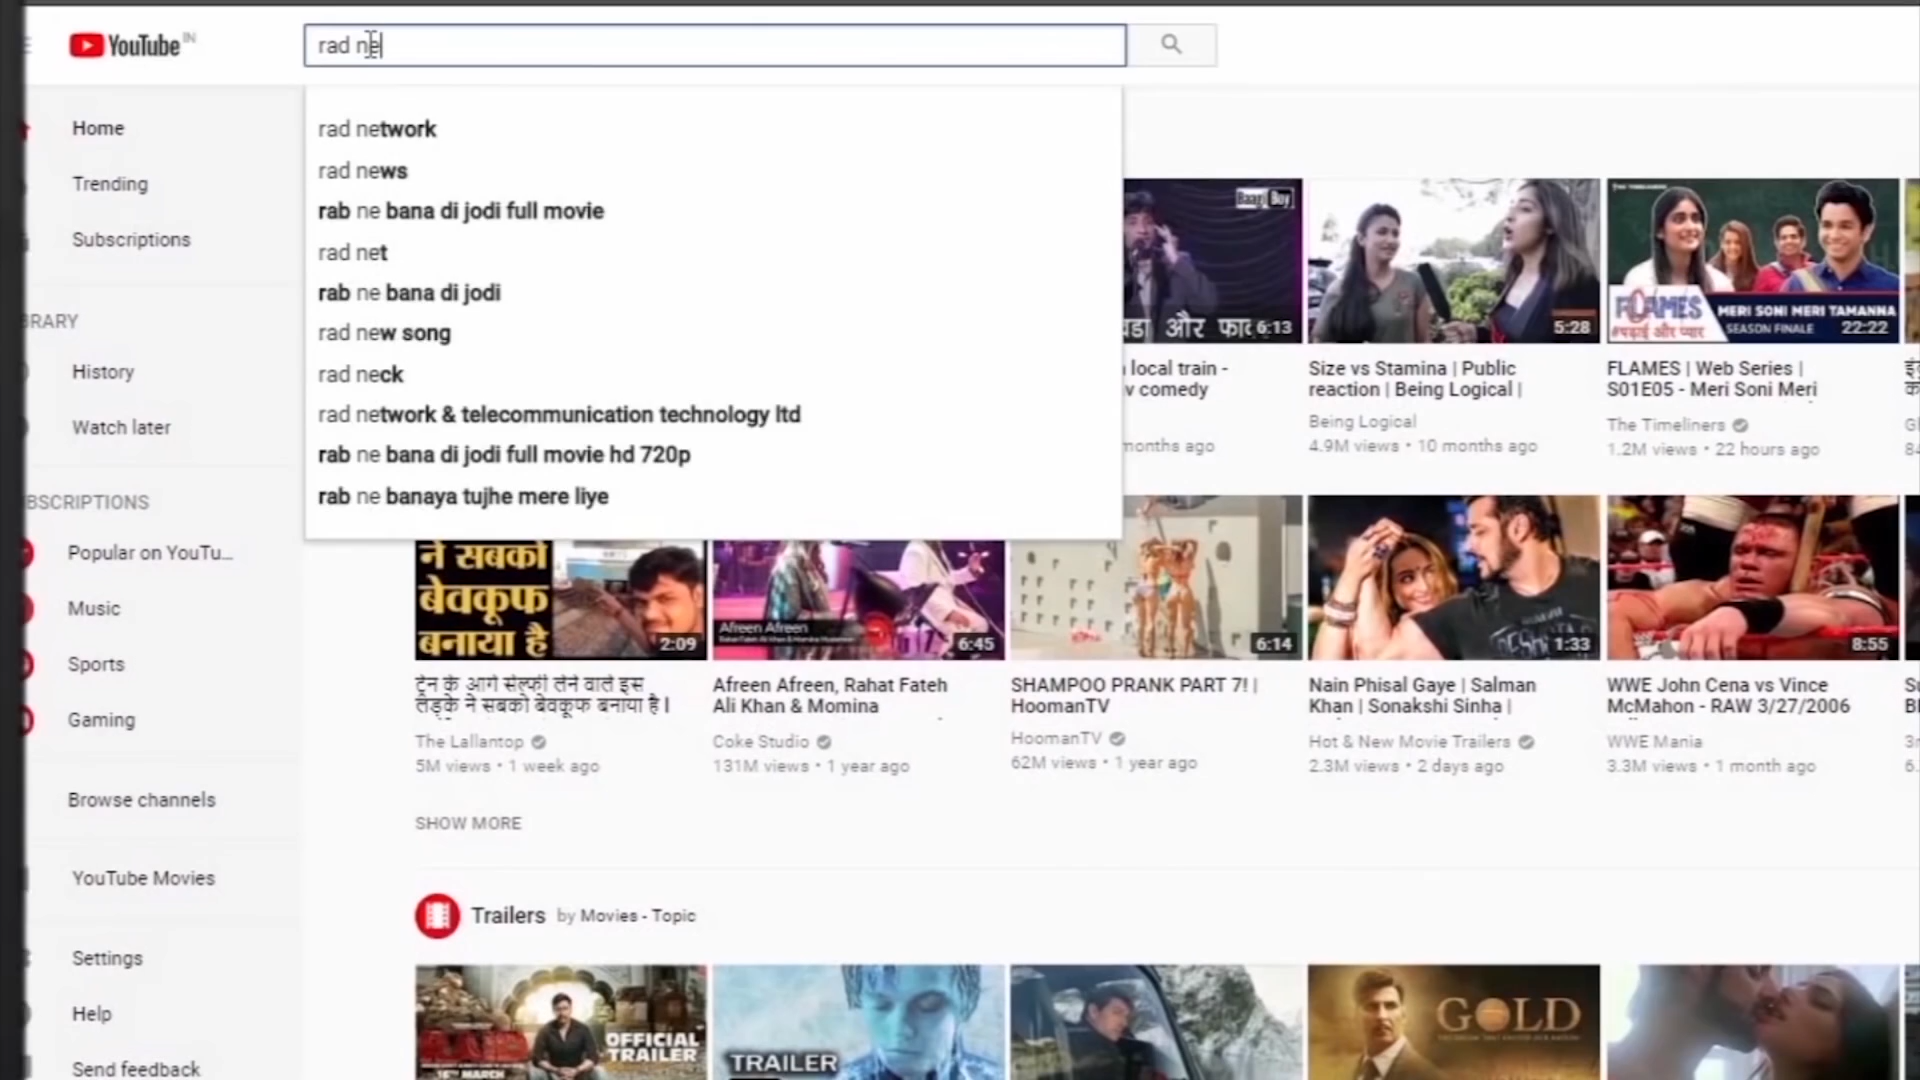 YouTube IN
rad ne
Home
Trending
Subscriptions
BRARY
History
Watch later
BSCRIPTIONS
Popular on YouTu...
Music
Sports
Gaming
Browse channels
YouTube Movies
Settings
Help
Send feedback
rad network
rad news
rab ne bana di jodi full movie
rad net
rab ne bana di jodi
rad new song
rad neck
rad network & telecommunication technology ltd
rab ne bana di jodi full movie hd 720p
rab ne banaya tujhe mere liye
और
6:13
local train -
comedy
months ago
5:28
Size vs Stamina | Public
reaction | Being Logical |
Being Logical
4.9M views • 10 months ago
FLAMES
MERI SONI MERI TAMANNA
#पढ़ाई और प्यार
SEASON FINALE
22:22
FLAMES | Web Series |
S01E05 - Meri Soni Meri
The Timeliners
1.2M views • 22 hours ago
ने सबको
बेवकूफ
बनाया है
2:09
ट्रेन के आगे सेल्फी लेने वाले इस
लड़के ने सबको बेवकूफ बनाया है l
The Lallantop
5M views • 1 week ago
Afreen Afreen
6:45
Afreen Afreen, Rahat Fateh
Ali Khan & Momina
Coke Studio
131M views • 1 year ago
6:14
SHAMPOO PRANK PART 7! |
HoomanTV
HoomanTV
62M views • 1 year ago
1:33
Nain Phisal Gaye | Salman
Khan | Sonakshi Sinha |
Hot & New Movie Trailers
2.3M views • 2 days ago
8:55
WWE John Cena vs Vince
McMahon - RAW 3/27/2006
WWE Mania
3.3M views • 1 month ago
SHOW MORE
Trailers by Movies - Topic
OFFICIAL
TRAILER
16TH MARCH
TRAILER
GOLD